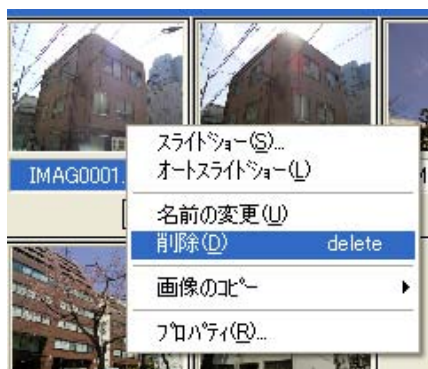 IMAG0001.
スライドショー(S)...
オートスライドショー(L)
名前の変更(U)
削除(D) delete
画像のコピー
プロパティ(R)...